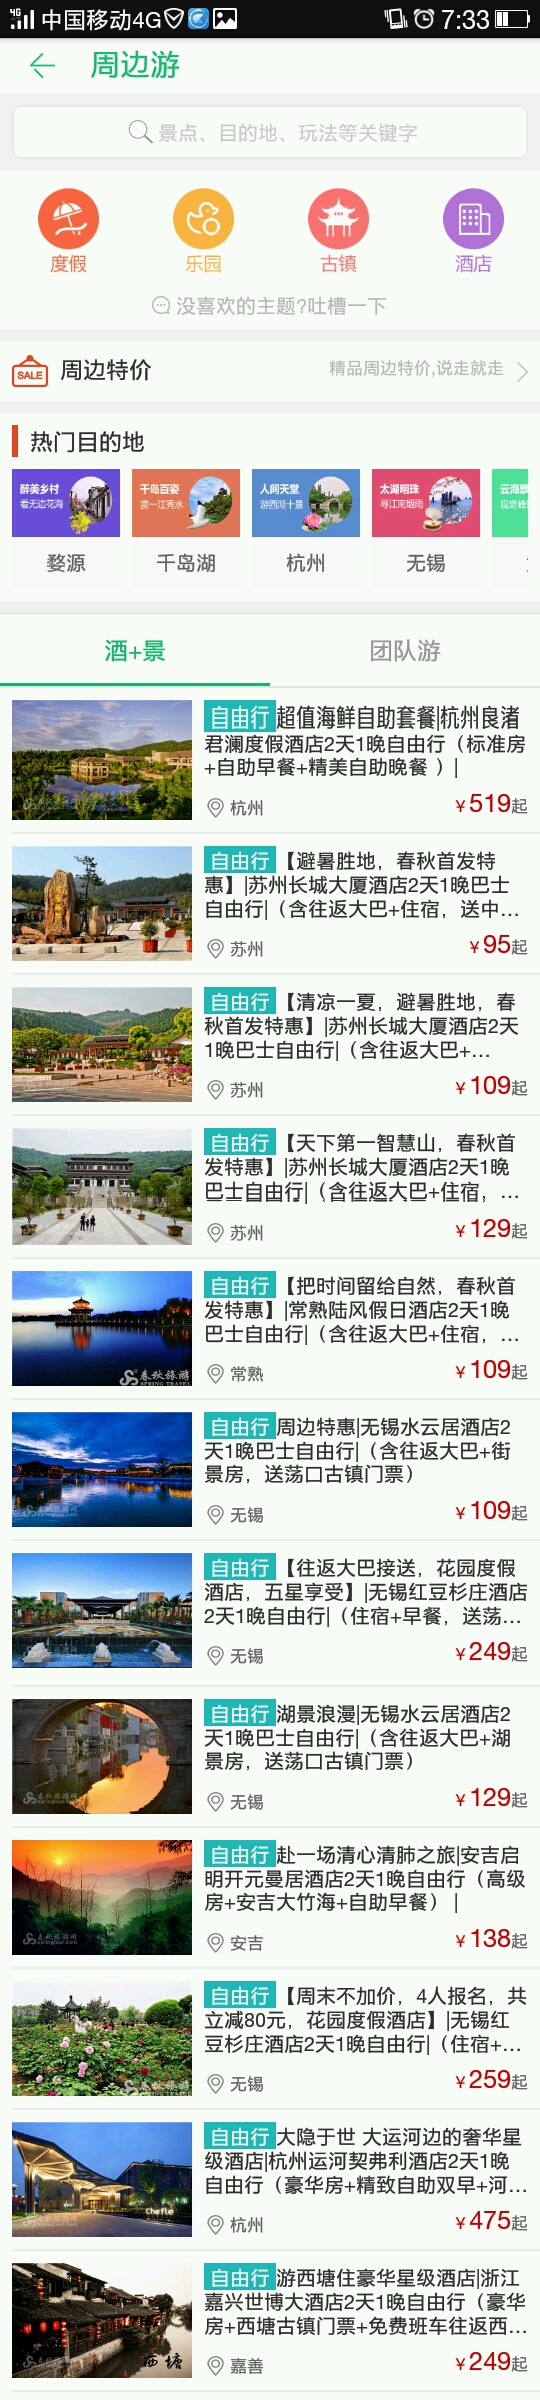 4G 中国移动4G 7:33
周边游
景点、目的地、玩法等关键字
度假 乐园 古镇 酒店
没喜欢的主题?吐槽一下
SALE 周边特价 精品周边特价,说走就走
热门目的地
醉美乡村 千岛百姿 人间天堂 太湖明珠 云海飘
看无边花海 赏一江秀水 游西湖十景 寻江南烟雨 观奇峰
婺源 千岛湖 杭州 无锡
酒+景 团队游
自由行 超值海鲜自助套餐|杭州良渚
君澜度假酒店2天1晚自由行（标准房
+自助早餐+精美自助晚餐 ）|
杭州 ¥519起
自由行 【避暑胜地，春秋首发特
惠】|苏州长城大厦酒店2天1晚巴士
自由行|（含往返大巴+住宿，送中...
苏州 ¥95起
自由行 【清凉一夏，避暑胜地，春
秋首发特惠】|苏州长城大厦酒店2天
1晚巴士自由行|（含往返大巴+...
苏州 ¥109起
自由行 【天下第一智慧山，春秋首
发特惠】|苏州长城大厦酒店2天1晚
巴士自由行|（含往返大巴+住宿，...
苏州 ¥129起
自由行 【把时间留给自然，春秋首
发特惠】|常熟陆风假日酒店2天1晚
巴士自由行|（含往返大巴+住宿，...
春秋旅游
SPRING TRAVEL
常熟 ¥109起
自由行 周边特惠|无锡水云居酒店2
天1晚巴士自由行|（含往返大巴+街
景房，送荡口古镇门票）
无锡 ¥109起
自由行 【往返大巴接送，花园度假
酒店，五星享受】|无锡红豆杉庄酒店
2天1晚自由行|（住宿+早餐，送荡...
无锡 ¥249起
自由行 湖景浪漫|无锡水云居酒店2
天1晚巴士自由行|（含往返大巴+湖
景房，送荡口古镇门票）
无锡 ¥129起
自由行 赴一场清心清肺之旅|安吉启
明开元曼居酒店2天1晚自由行（高级
房+安吉大竹海+自助早餐） |
安吉 ¥138起
自由行 【周末不加价，4人报名，共
立减80元，花园度假酒店】|无锡红
豆杉庄酒店2天1晚自由行|（住宿+...
春秋旅游
SPRING TRAVEL
无锡 ¥259起
自由行 大隐于世 大运河边的奢华星
级酒店|杭州运河契弗利酒店2天1晚
自由行（豪华房+精致自助双早+河...
杭州 ¥475起
自由行 游西塘住豪华星级酒店|浙江
嘉兴世博大酒店2天1晚自由行（豪华
房+西塘古镇门票+免费班车往返西...
西塘
嘉善 ¥249起